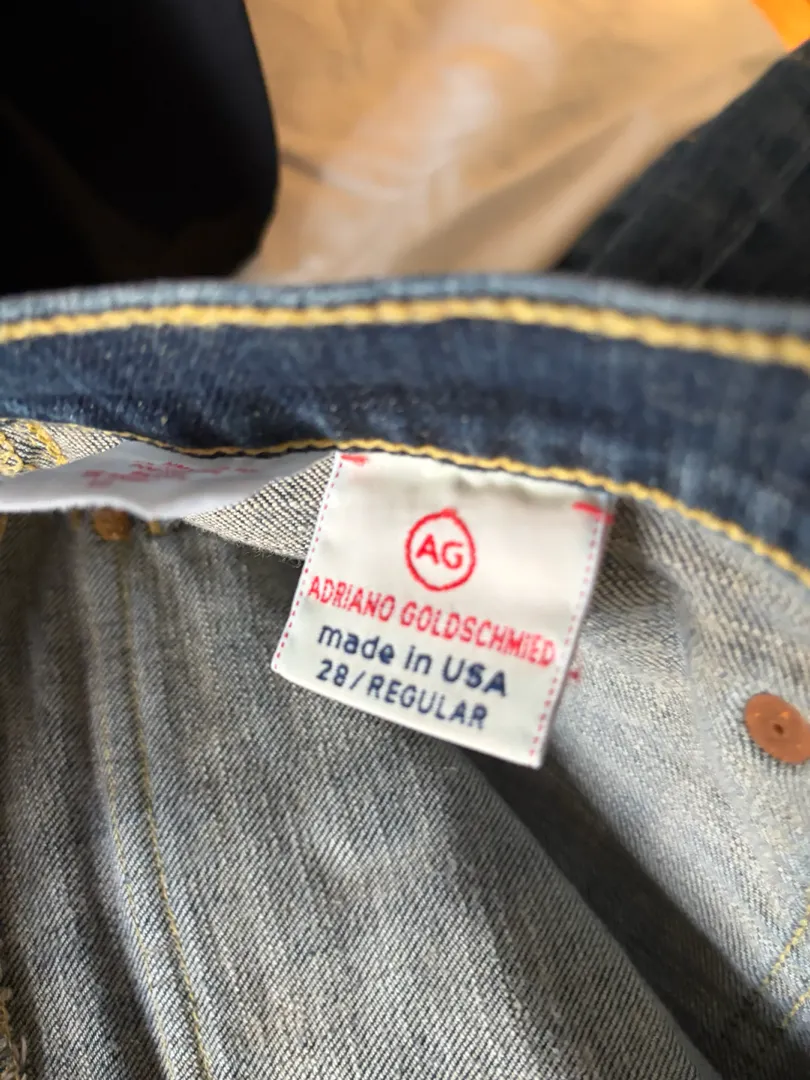 AG
ADRIANO GOLDSCHMIED
made in USA
28/REGULAR